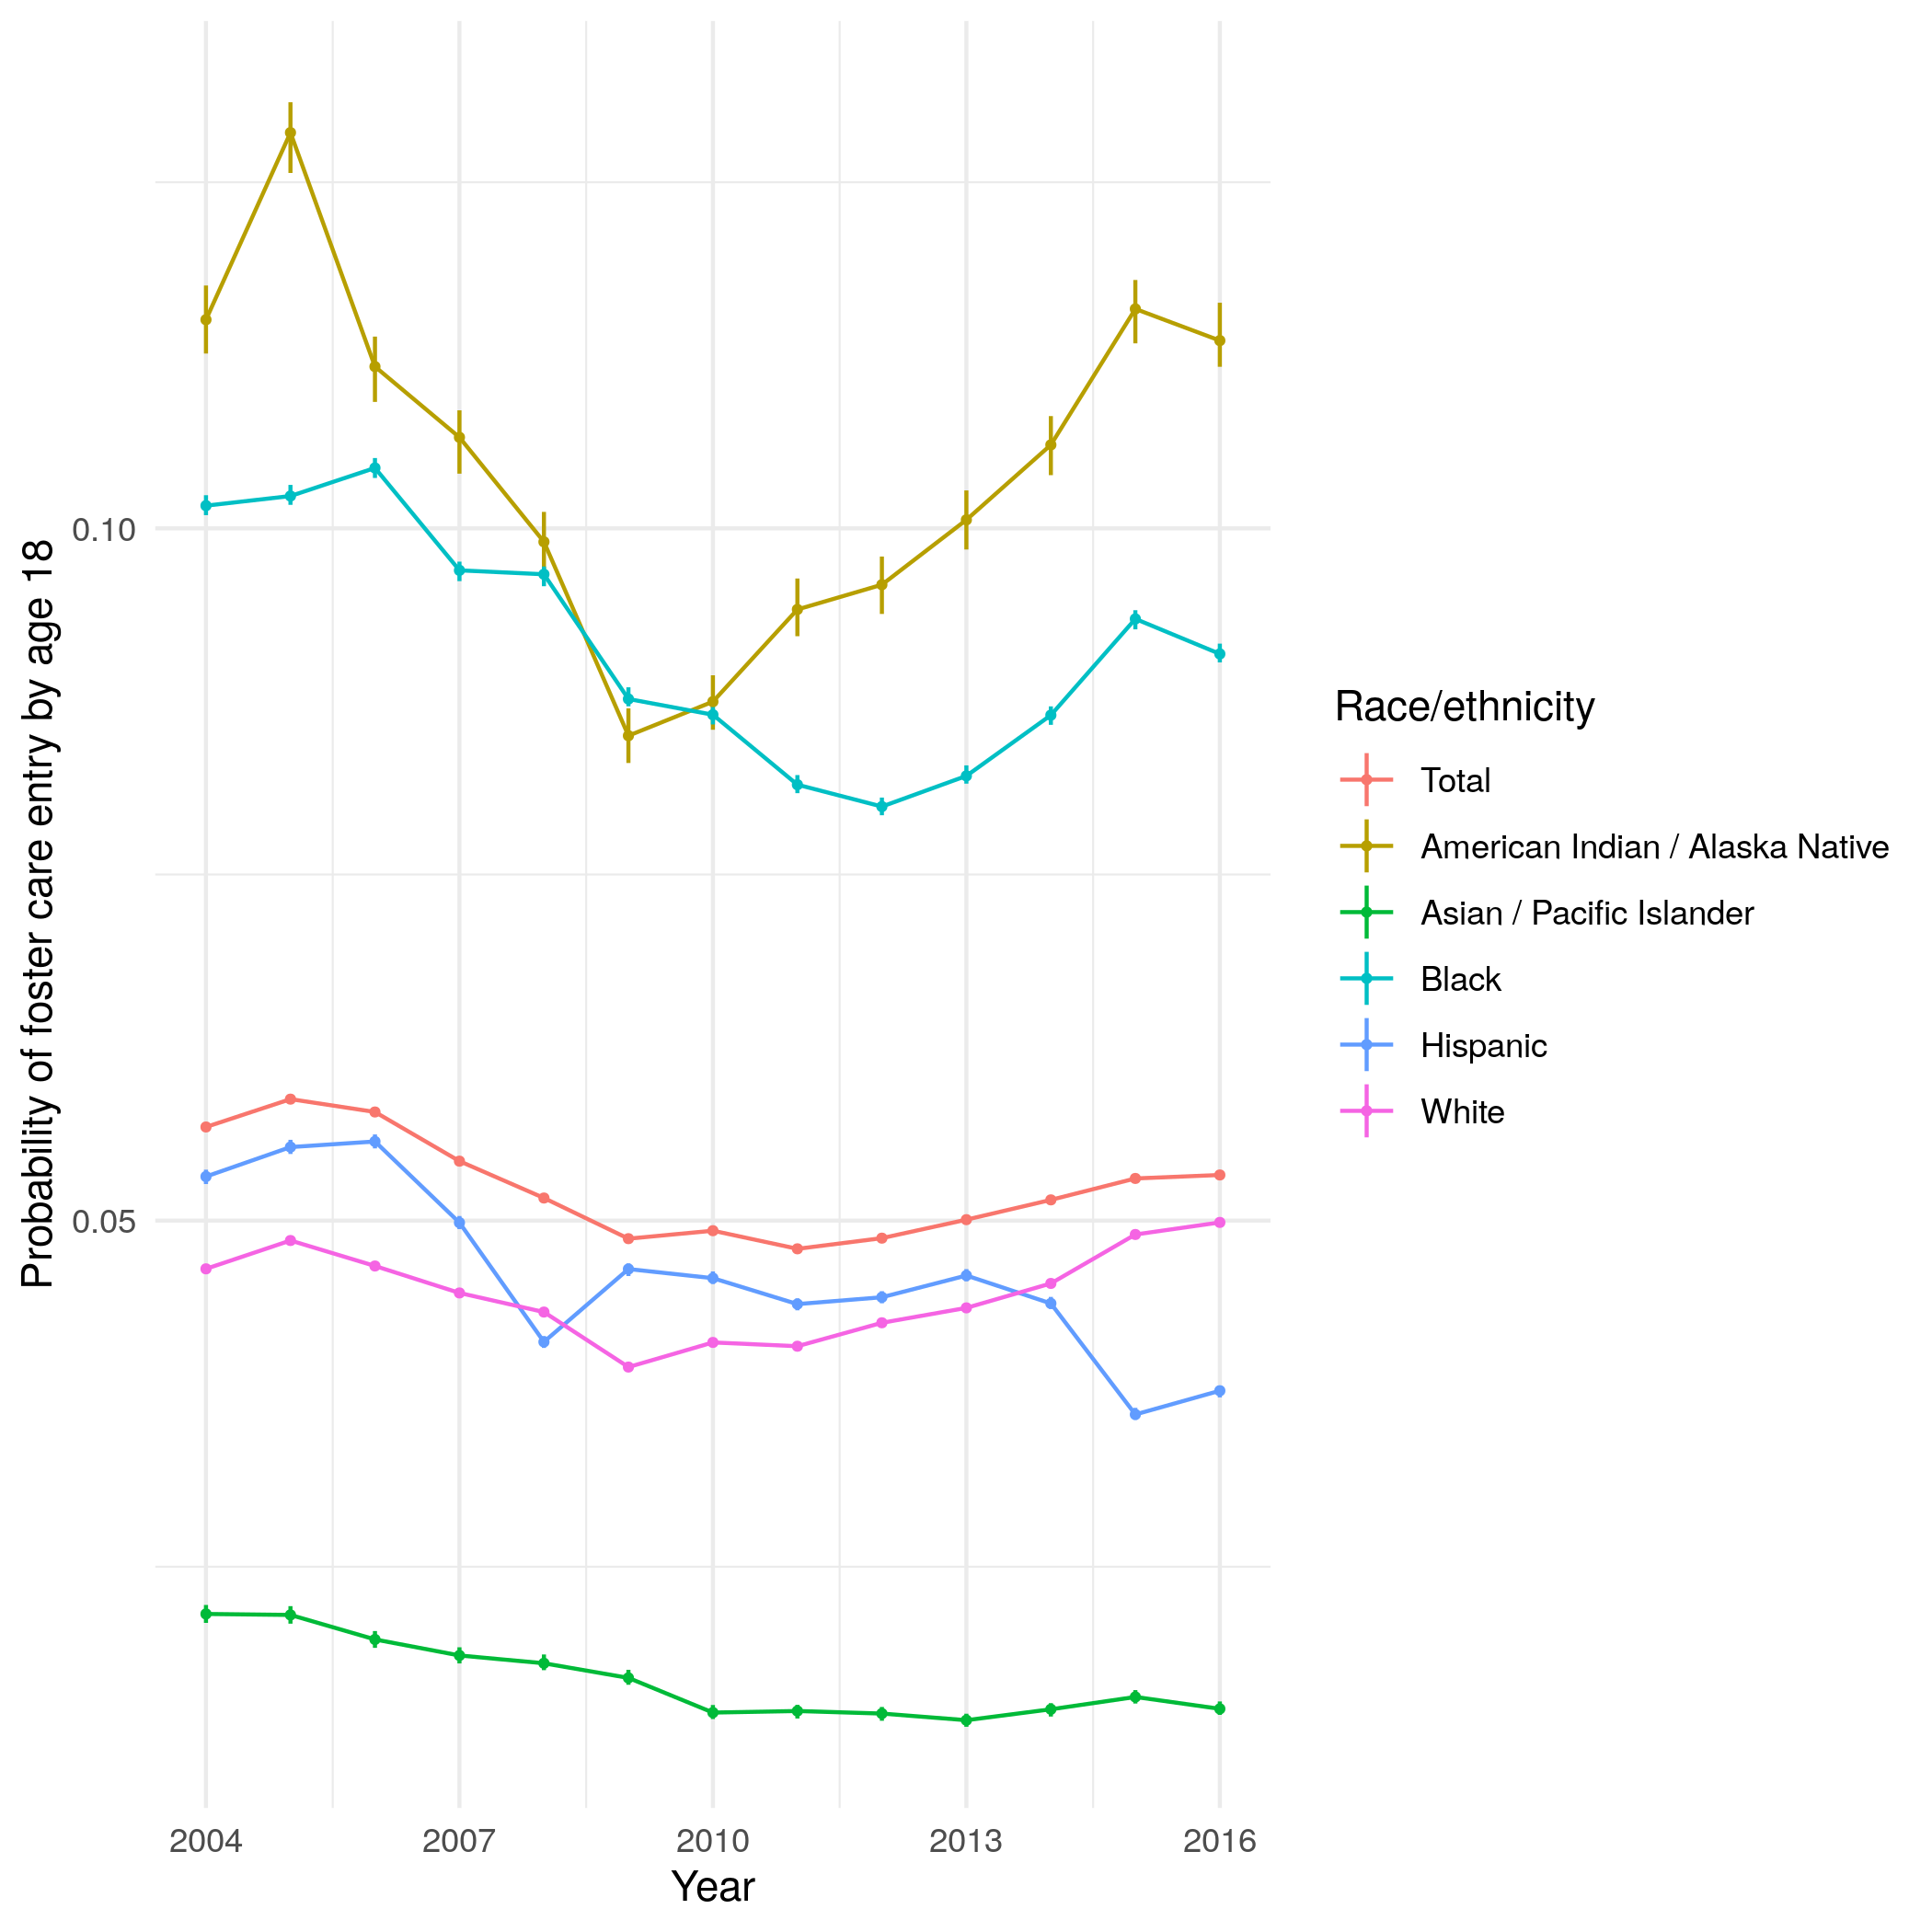 Probability of foster care entry by age 18
0.10
0.05
2004
2007
2010
2013
2016
Year
Race/ethnicity
Total
American Indian / Alaska Native
Asian / Pacific Islander
Black
Hispanic
White